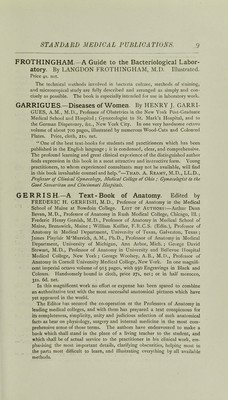 STANDARD MEDICAL PUBLICATIONS. 9
FROTHINGHAM.—A Guide to the Bacteriological Labor-
atory. By LANGDON FROTHINGHAM, M.D. Illustrated.
Price 4s. net.
The technical methods involved in bacteria culture, methods of staining,
and microscopical study are fully described and arranged as simply and con-
cisely as possible. The book is especially intended for use in laboratory work.
GARRIGUES.—Diseases of Women. By HENRY J. GARRI-
GUES, A.M., M.D., Professor of Obstetrics in the New York Post-Graduate
Medical School and Hospital; Gynæcologist to St. Mark's Hospital, and to
the German Dispensary, &c., New York City. In one very handsome octavo
volume of about 700 pages, illustrated by numerous Wood-Cuts and Coloured
Plates. Price, cloth, 21s. net.
"One of the best text-books for students and practitioners which has been
published in the English language; it is condensed, clear, and comprehensive.
The profound learning and great clinical experience of the distinguished author
finds expression in this book in a most attractive and instructive form. Young
practitioners, to whom experienced consultants may not be available, will find
in this book invaluable counsel and help."—THAD. A. REAMY, M.D., LL.D.,
Professor of Clinical Gynæcology, Medical College of Ohio; Gynæcologist to the
Good Samaritan and Cincinnati Hospitals.
GERRISH—A Text-Book of Anatomy. Edited by
FREDERIC H. GERRISH, M.D., Professor of Anatomy in the Medical
School of Maine at Bowdoin College. LIST OF AUTHORS:—Arthur Dean
Bevan, M.D., Professor of Anatomy in Rush Medical College, Chicago, Ill.;
Frederic Henry Gerrish, M.D., Professor of Anatomy in Medical School of
Maine, Brunswick, Maine; William Keiller, F.R.C.S. (Edin.), Professor of
Anatomy in Medical Department, University of Texas, Galveston, Texas;
James Playfair M'Murrich, A.M., Ph.D., Professor of Anatomy in Medical
Department, University of Michigan, Ann Arbor, Mich.; George David
Stewart, M.D., Professor of Anatomy in University and Bellevue Hospital
Medical College, New York; George Woolsey, A.B., M.D., Professor of
Anatomy in Cornell University Medical College, New York. In one magnifi-
cent imperial octavo volume of 915 pages, with 950 Engravings in Black and
Colours. Handsomely bound in cloth, price 27s. net; or in half morocco,
32s. 6d. net.
In this magnificent work no effort or expense has been spared to combine
an authoritative text with the most successful anatomical pictures which have
yet appeared in the world.
The Editor has secured the co-operation of the Professors of Anatomy in
leading medical colleges, and with them has prepared a text conspicuous for
its completeness, simplicity, unity and judicious selection of such anatomical
facts as bear on physiology, surgery and internal medicine in the most com-
prehensive sense of those terms. The authors have endeavoured to make a
book which shall stand in the place of a living teacher to the student, and
which shall be of actual service to the practitioner in his clinical work, em-
phasising the most important details, clarifying obscurities, helping most in
the parts most difficult to learn, and illustrating everything by all available
methods.